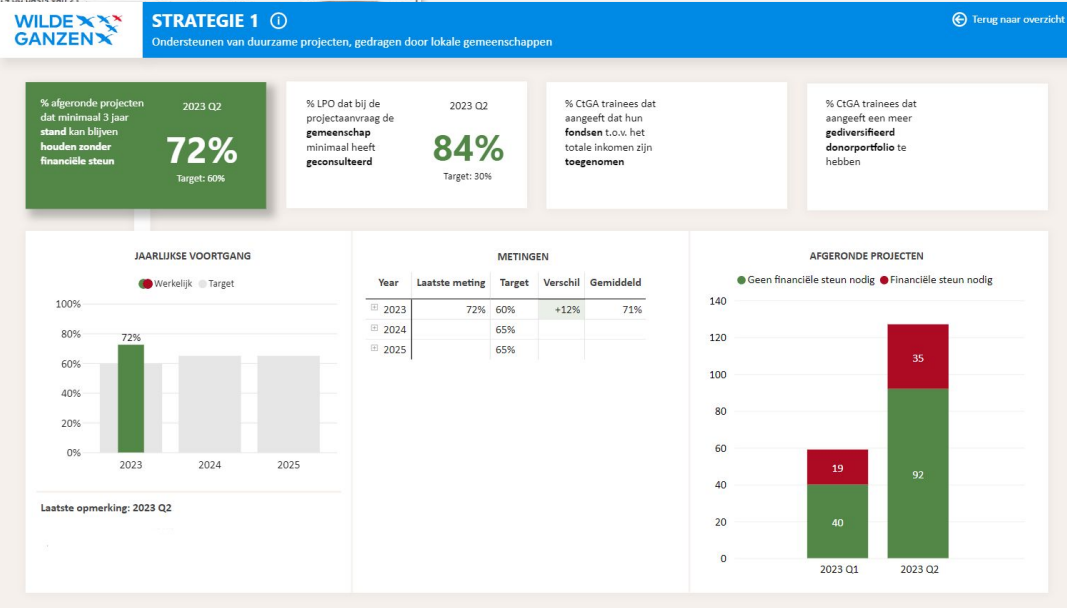 WILDE
GANZEN
STRATEGIE 1
Ondersteunen van duurzame projecten, gedragen door lokale gemeenschappen
Terug naar overzicht
% afgeronde projecten
dat minimaal 3 jaar
stand kan blijven
houden zonder
financiële steun
2023 Q2
72%
Target: 60%
% LPO dat bij de
projectaanvraag de
gemeenschap
minimaal heeft
geconsulteerd
2023 Q2
84%
Target: 30%
% CtGA trainees dat
aangeeft dat hun
fondsen t.o.v. het
totale inkomen zijn
toegenomen
% CtGA trainees dat
aangeeft een meer
gediversifieerd
donorportfolio te
hebben
JAARLIJKSE VOORTGANG
Werkelijk Target
100%
80%
60%
40%
20%
0%
72%
2023 2024 2025
Laatste opmerking: 2023 Q2
METINGEN
Year Laatste meting Target Verschil Gemiddeld
2023 72% 60% +12% 71%
2024 65%
2025 65%
AFGERONDE PROJECTEN
Geen financiële steun nodig Financiële steun nodig
140
120
100
80
60
40
20
0
19
40
35
92
2023 Q1 2023 Q2